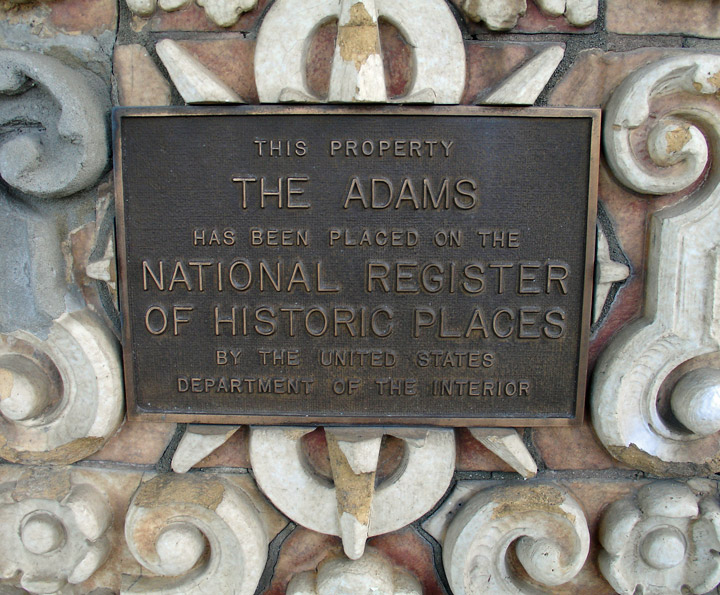 THIS PROPERTY
THE ADAMS
HAS BEEN PLACED ON THE
NATIONAL REGISTER
OF HISTORIC PLACES
BY THE UNITED STATES
DEPARTMENT OF THE INTERIOR